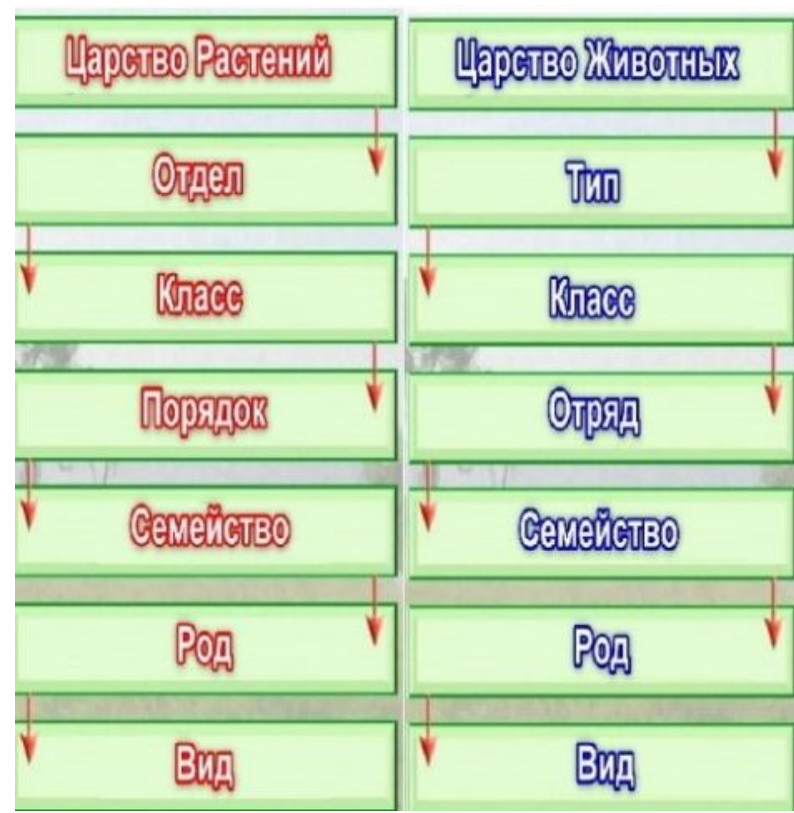 Царство Растений
Отдел
Класс
Порядок
Семейство
Род
Вид
Царство Животных
Тип
Класс
Отряд
Семейство
Род
Вид